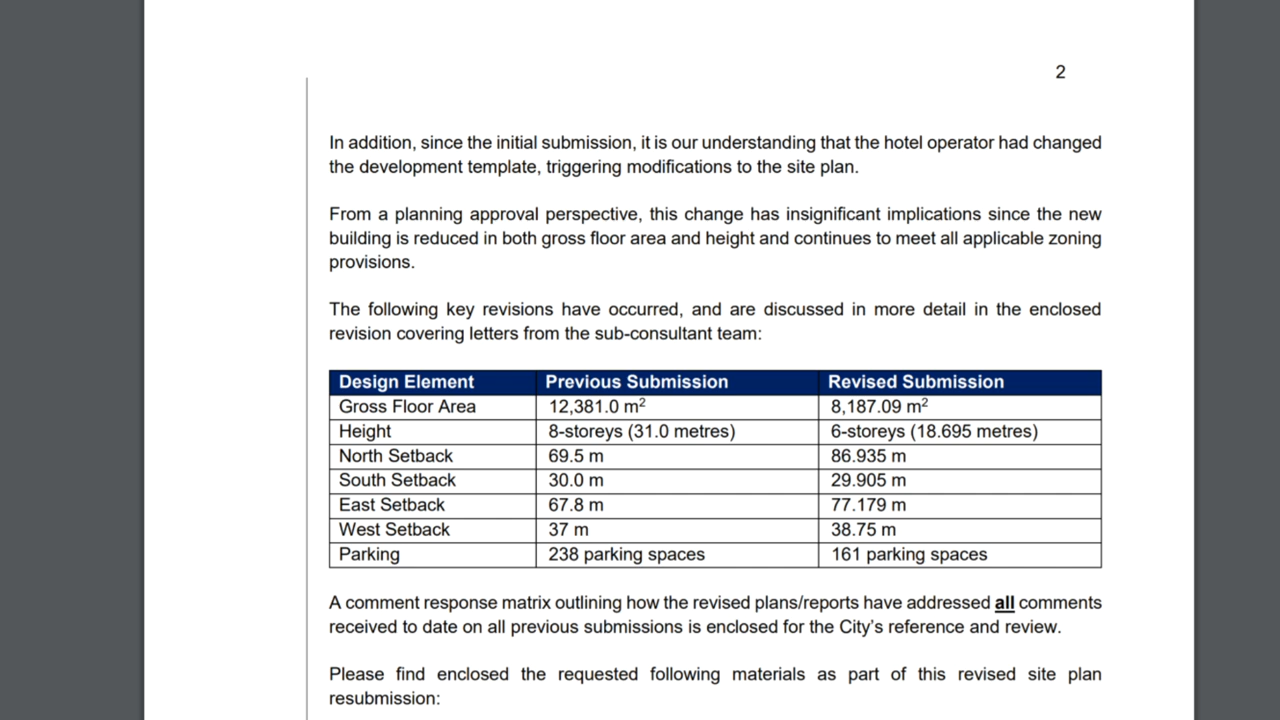 2
In addition, since the initial submission, it is our understanding that the hotel operator had changed
the development template, triggering modifications to the site plan.
From a planning approval perspective, this change has insignificant implications since the new
building is reduced in both gross floor area and height and continues to meet all applicable zoning
provisions.
The following key revisions have occurred, and are discussed in more detail in the enclosed
revision covering letters from the sub-consultant team:
Design Element Previous Submission Revised Submission
Gross Floor Area 12,381.0 m² 8,187.09 m²
Height 8-storeys (31.0 metres) 6-storeys (18.695 metres)
North Setback 69.5 m 86.935 m
South Setback 30.0 m 29.905 m
East Setback 67.8 m 77.179 m
West Setback 37 m 38.75 m
Parking 238 parking spaces 161 parking spaces
A comment response matrix outlining how the revised plans/reports have addressed all comments
received to date on all previous submissions is enclosed for the City's reference and review.
Please find enclosed the requested following materials as part of this revised site plan
resubmission: